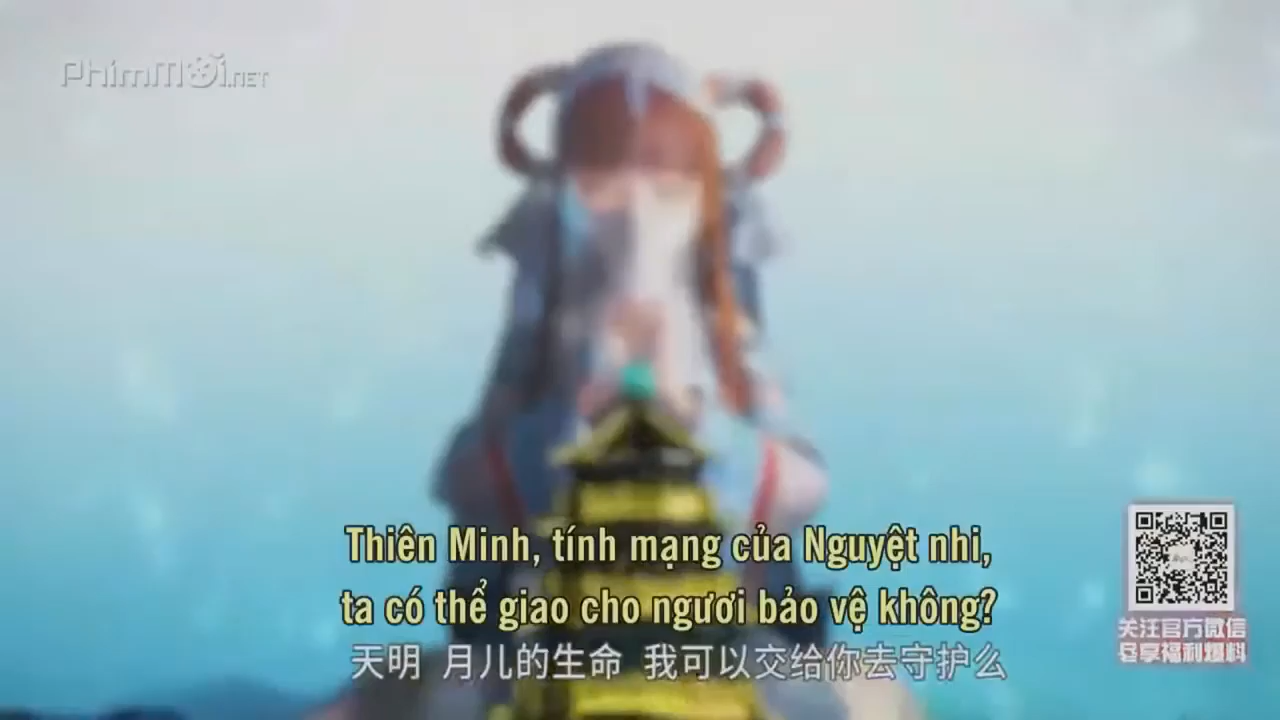 PhimMới.NET
Thiên Minh, tính mạng của Nguyệt nhi,
ta có thể giao cho ngươi bảo vệ không?
天明 月儿的生命 我可以交给你去守护么
关注官方微信
尽享福利爆料